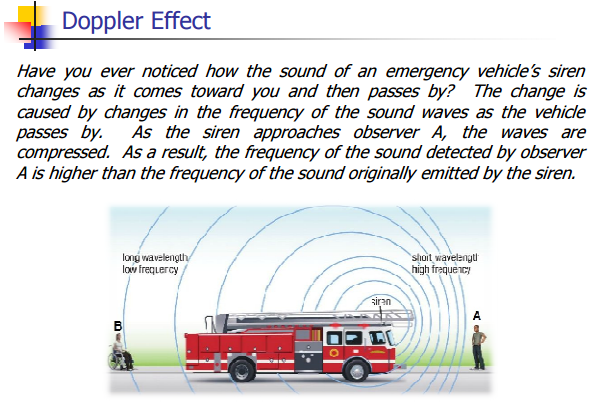 Doppler Effect
Have you ever noticed how the sound of an emergency vehicle's siren
changes as it comes toward you and then passes by? The change is
caused by changes in the frequency of the sound waves as the vehicle
passes by. As the siren approaches observer A, the waves are
compressed. As a result, the frequency of the sound detected by observer
A is higher than the frequency of the sound originally emitted by the siren.
long wavelength
low frequency
short wavelength
high frequency
siren
A
B